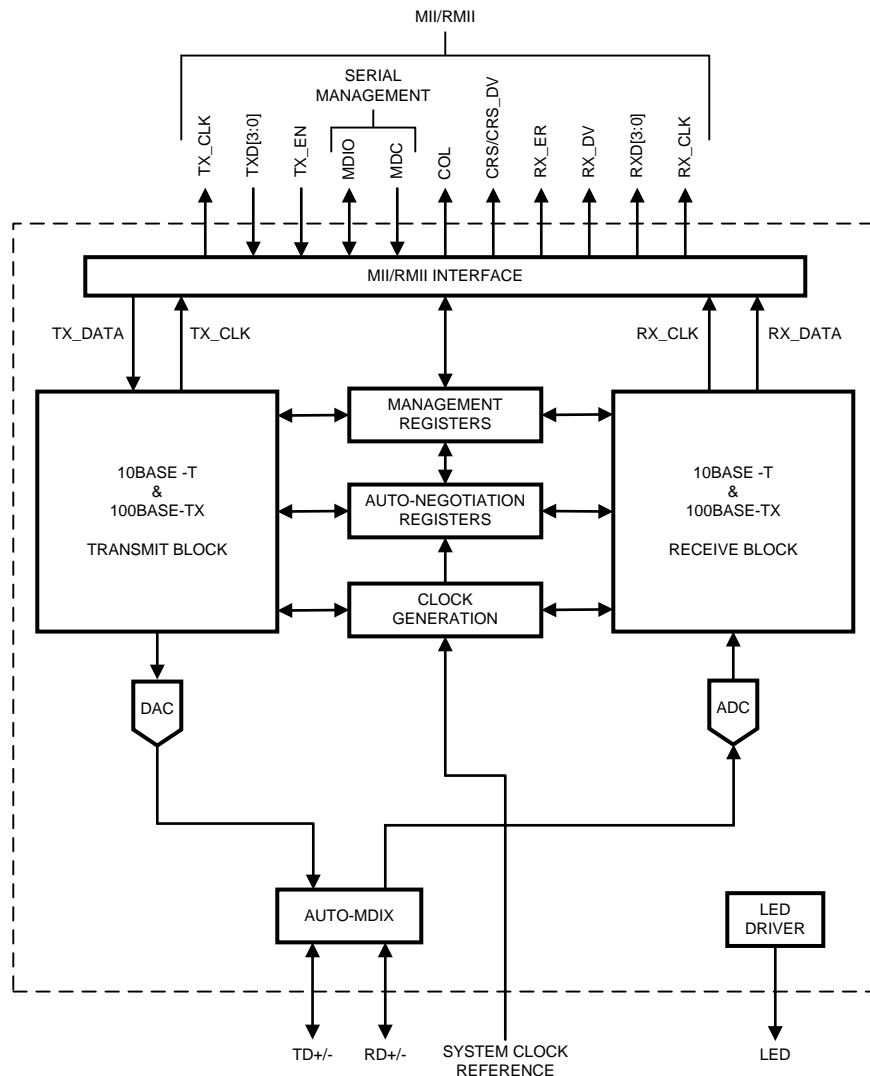 MII/RMII
SERIAL
MANAGEMENT
TX_CLK
TXD[3:0]
TX_EN
MDIO
MDC
COL
CRS/CRS_DV
RX_ER
RX_DV
RXD[3:0]
RX_CLK
MII/RMII INTERFACE
TX_DATA
TX_CLK
RX_CLK
RX_DATA
10BASE -T
&
100BASE-TX
TRANSMIT BLOCK
MANAGEMENT
REGISTERS
AUTO-NEGOTIATION
REGISTERS
CLOCK
GENERATION
10BASE -T
&
100BASE-TX
RECEIVE BLOCK
DAC
ADC
AUTO-MDIX
LED
DRIVER
TD+/-
RD+/-
SYSTEM CLOCK
REFERENCE
LED